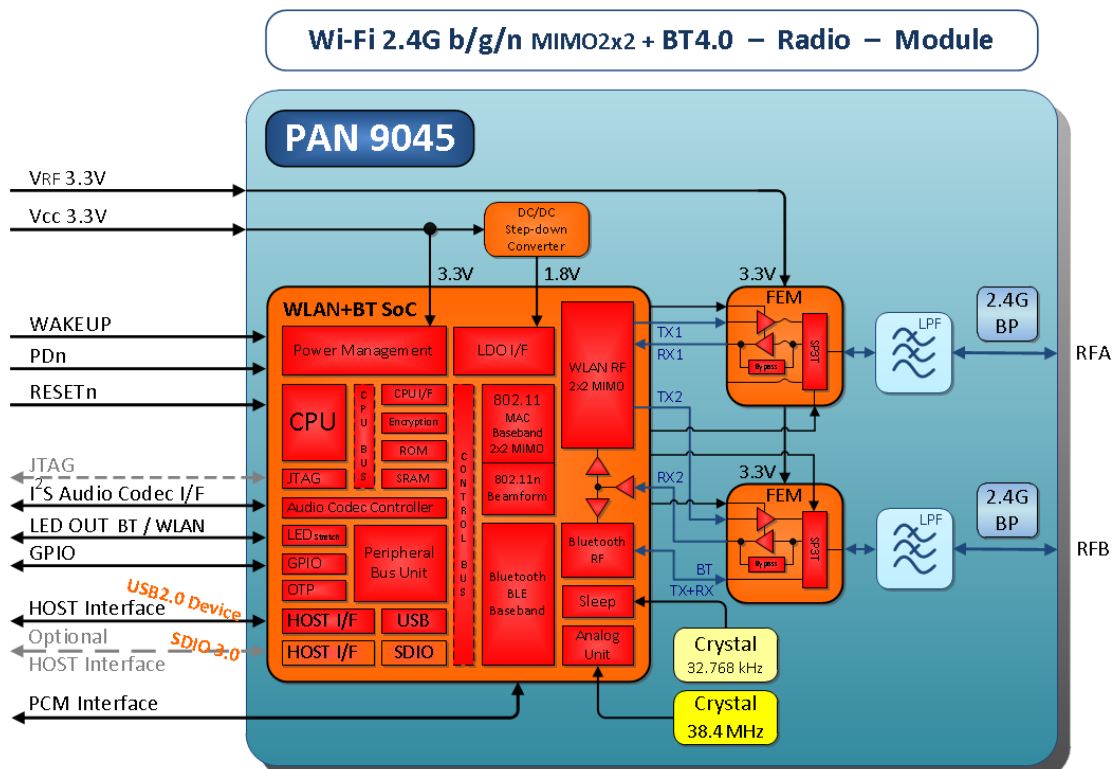 Wi-Fi 2.4G b/g/n MIMO2x2 + BT4.0 – Radio – Module
PAN 9045
VRF 3.3V
Vcc 3.3V
DC/DC
Step-down
Converter
3.3V
1.8V
3.3V
WLAN+BT SoC
FEM
2.4G
BP
WAKEUP
PDn
RESETn
Power Management
LDO I/F
WLAN RF
2x2 MIMO
TX1
RX1
TX2
RX2
Bypass
SP3T
LPF
RFA
CPU
CPU BUS
CPU I/F
Encryption
ROM
SRAM
CONTROL BUS
802.11
MAC
Baseband
2x2 MIMO
802.11n
Beamform
JTAG
JTAG
I2S Audio Codec I/F
Audio Codec Controller
3.3V
FEM
2.4G
BP
LED OUT BT / WLAN
LED Stretch
GPIO
GPIO
OTP
Peripheral
Bus Unit
Bluetooth
BLE
Baseband
Bluetooth
RF
BT
TX+RX
Bypass
SP3T
LPF
RFB
HOST Interface
USB2.0 Device
HOST I/F
USB
Sleep
Optional
HOST Interface
SDIO 3.0
HOST I/F
SDIO
Analog
Unit
Crystal
32.768 kHz
PCM Interface
Crystal
38.4 MHz